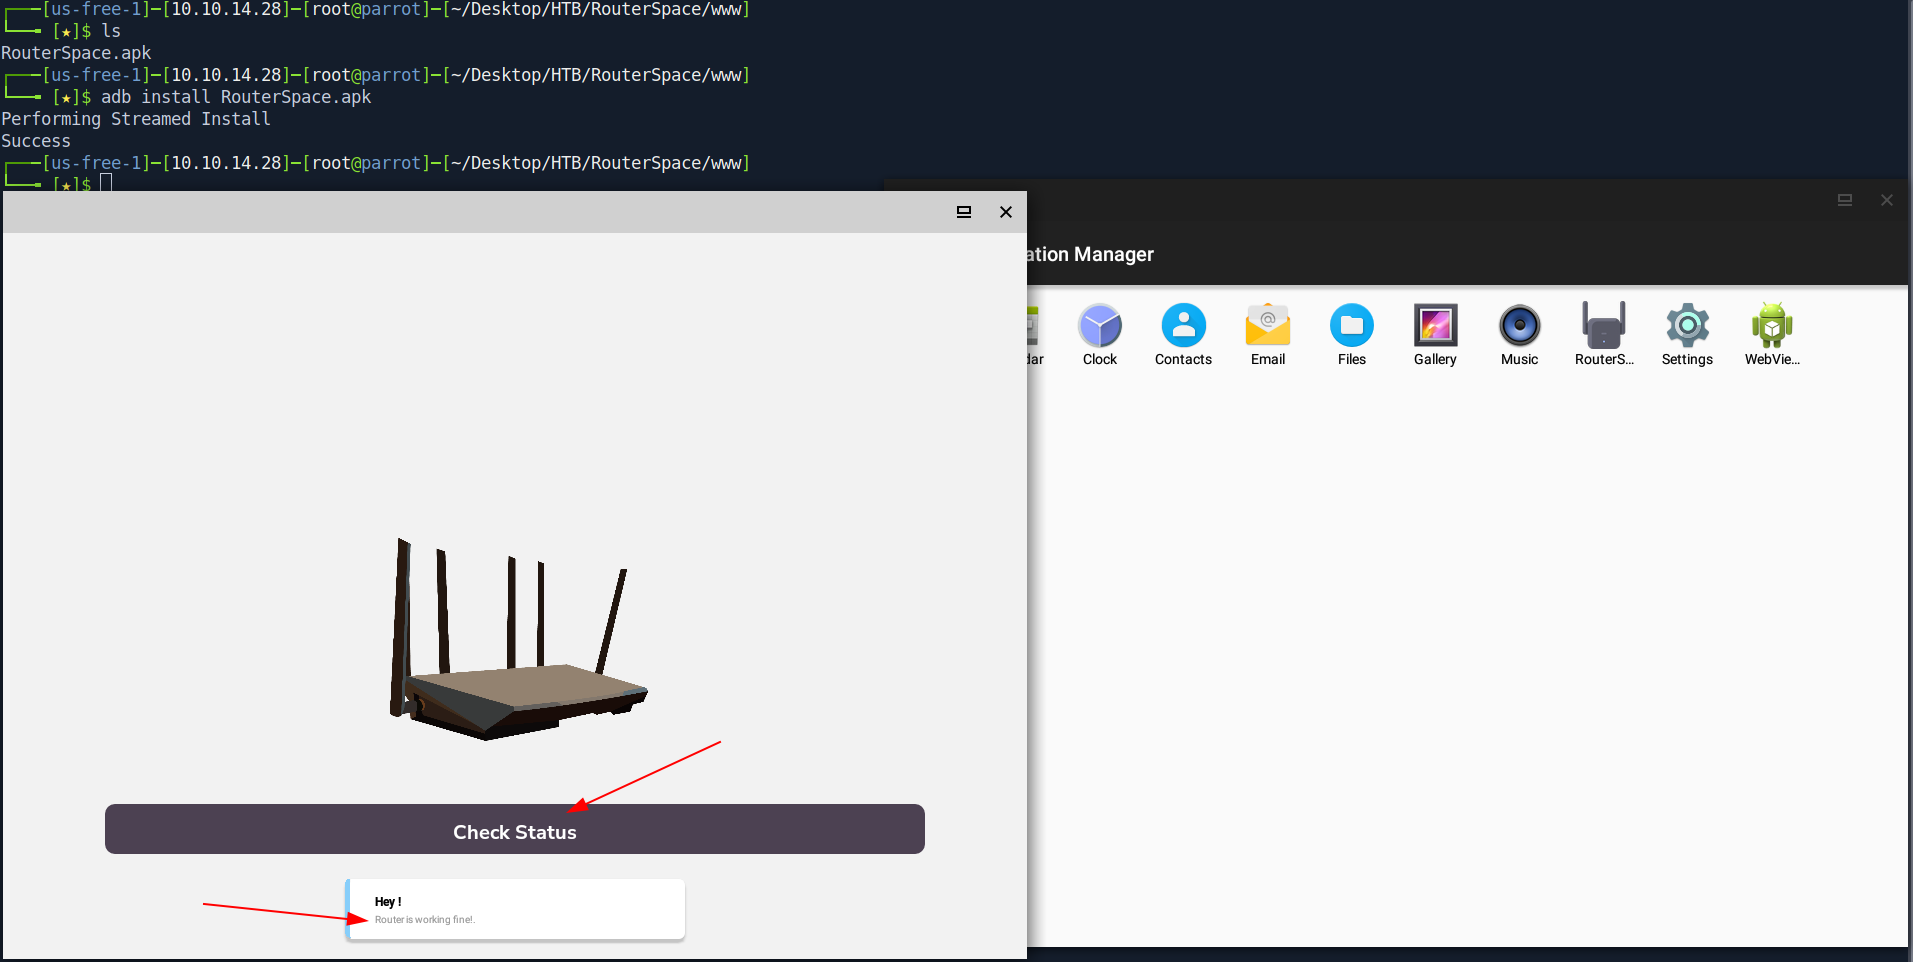 [us-free-1]─[10.10.14.28]─[root@parrot]─[~/Desktop/HTB/RouterSpace/www]
[★]$ ls
RouterSpace.apk
[us-free-1]─[10.10.14.28]─[root@parrot]─[~/Desktop/HTB/RouterSpace/www]
[★]$ adb install RouterSpace.apk
Performing Streamed Install
Success
[us-free-1]─[10.10.14.28]─[root@parrot]─[~/Desktop/HTB/RouterSpace/www]
[★]$
ation Manager
dar Clock Contacts Email Files Gallery Music RouterS... Settings WebVie...
Check Status
Hey !
Router is working fine!.